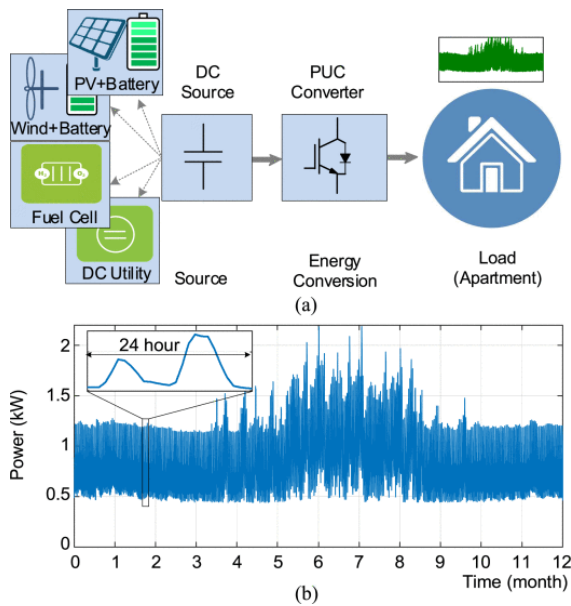 (a)
PV+Battery
DC
Source
PUC
Converter
Wind+Battery
Fuel Cell
DC Utility
Source
Energy
Conversion
Load
(Apartment)
(a)
24 hour
Power (kW)
2
1.5
1
0.5
0
0 1 2 3 4 5 6 7 8 9 10 11 12
Time (month)
(b)